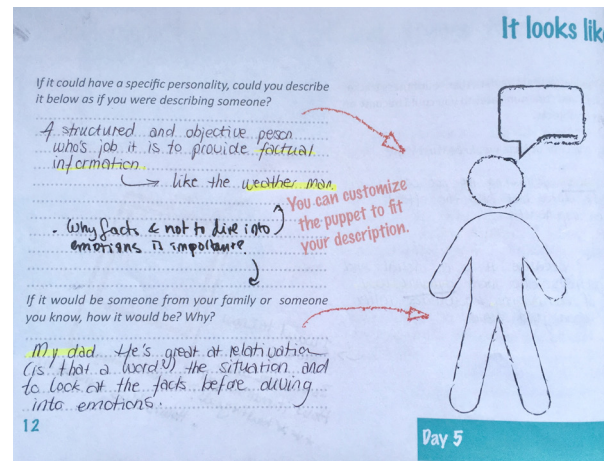 It looks lik
If it could have a specific personality, could you describe
it below as if you were describing someone?
A structured and objective person
who's job it is to provide factual
information
like the weather man.
You can customize
the puppet to fit
your description.
. Why facts & not to dive into
emotions is importance?
If it would be someone from your family or someone
you know, how it would be? Why?
My dad. He's great at relativation
(is that a word?) the situation and
to look at the facts before diving
into emotions.
12
Day 5